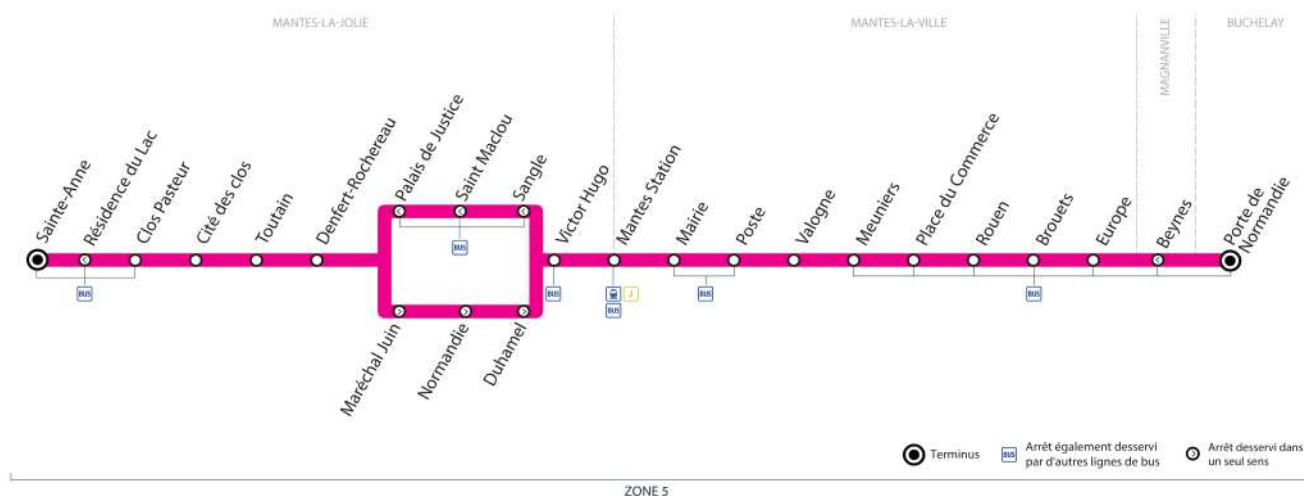 MANTES-LA-JOLIE
MANTES-LA-VILLE
MAGNANVILLE
BUCHELAY
Sainte-Anne
Résidence du Lac
Clos Pasteur
Cité des clos
Toutain
Denfert-Rochereau
Palais de Justice
Saint Maclou
Sangle
Victor Hugo
Mantes Station
Mairie
Poste
Valogne
Meuniers
Place du Commerce
Rouen
Brouets
Europe
Beynes
Porte de
Normandie
BUS
BUS
BUS
J
BUS
BUS
BUS
Maréchal Juin
Normandie
Duhamel
Terminus
BUS
Arrêt également desservi
par d'autres lignes de bus
Arrêt desservi dans
un seul sens
ZONE 5